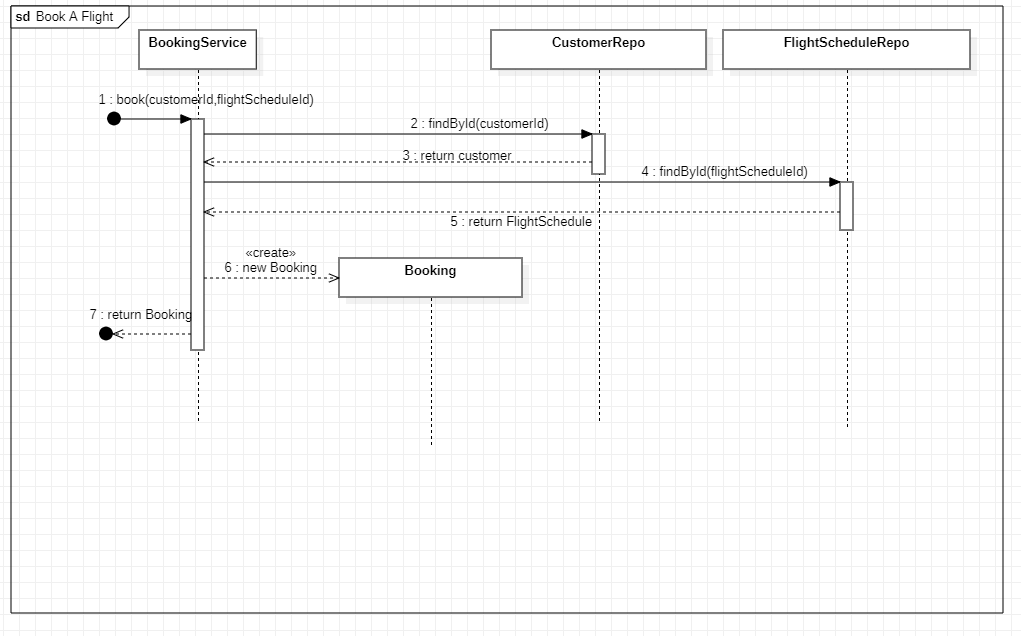 sd Book A Flight
BookingService
CustomerRepo
FlightScheduleRepo
1 : book(customerId,flightScheduleId)
2 : findById(customerId)
3 : return customer
4 : findById(flightScheduleId)
5 : return FlightSchedule
«create»
6 : new Booking
Booking
7 : return Booking